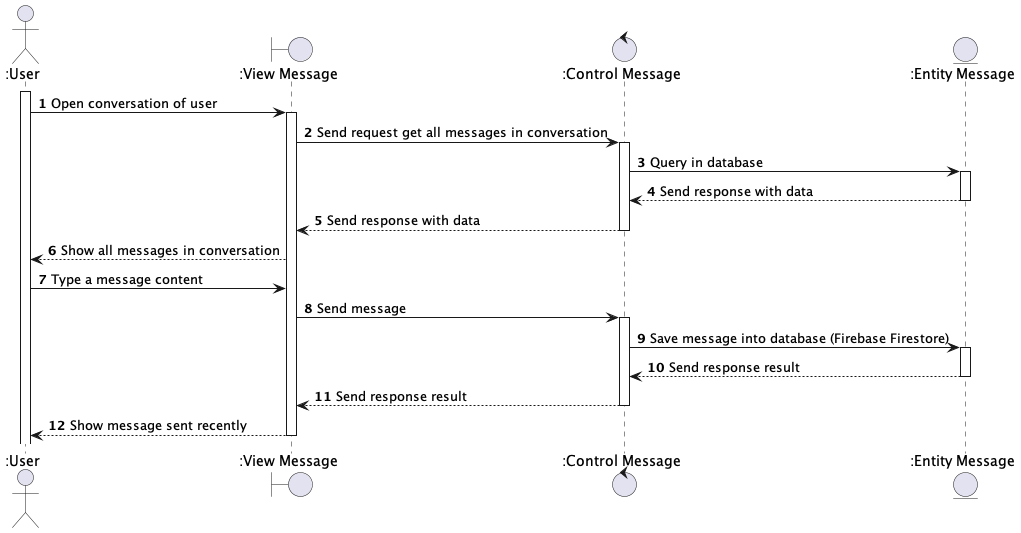 :User
:View Message
:Control Message
:Entity Message
1 Open conversation of user
2 Send request get all messages in conversation
3 Query in database
4 Send response with data
5 Send response with data
6 Show all messages in conversation
7 Type a message content
8 Send message
9 Save message into database (Firebase Firestore)
10 Send response result
11 Send response result
12 Show message sent recently
:User
:View Message
:Control Message
:Entity Message